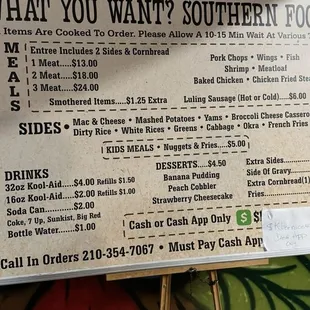 WHAT YOU WANT? SOUTHERN FOO
Items Are Cooked To Order. Please Allow A 10-15 Min Wait At Various T
MEALS
Entree Includes 2 Sides & Cornbread
1 Meat.....$13.00
2 Meat.....$18.00
3 Meat.....$24.00
Smothered Items.....$1.25 Extra
Pork Chops • Wings • Fish
Shrimp • Meatloaf
Baked Chicken • Chicken Fried Stea
Luling Sausage (Hot or Cold).....$6.00
SIDES • Mac & Cheese • Mashed Potatoes • Yams • Broccoli Cheese Casserole
Dirty Rice • White Rices • Greens • Cabbage • Okra • French Fries
KIDS MEALS • Nuggets & Fries.....$5.00
DRINKS
32oz Kool-Aid.....$4.00 Refills $1.50
16oz Kool-Aid.....$2.00 Refills $1.00
Soda Can.....$2.00
Coke, 7 Up, Sunkist, Big Red
Bottle Water.....$1.00
DESSERTS.....$4.50
Banana Pudding
Peach Cobbler
Strawberry Cheesecake
Extra Sides.....
Side Of Gravy.....
Extra Cornbread(1)
Fries.....
Cash or Cash App Only $
Call In Orders 210-354-7067 • Must Pay Cash App